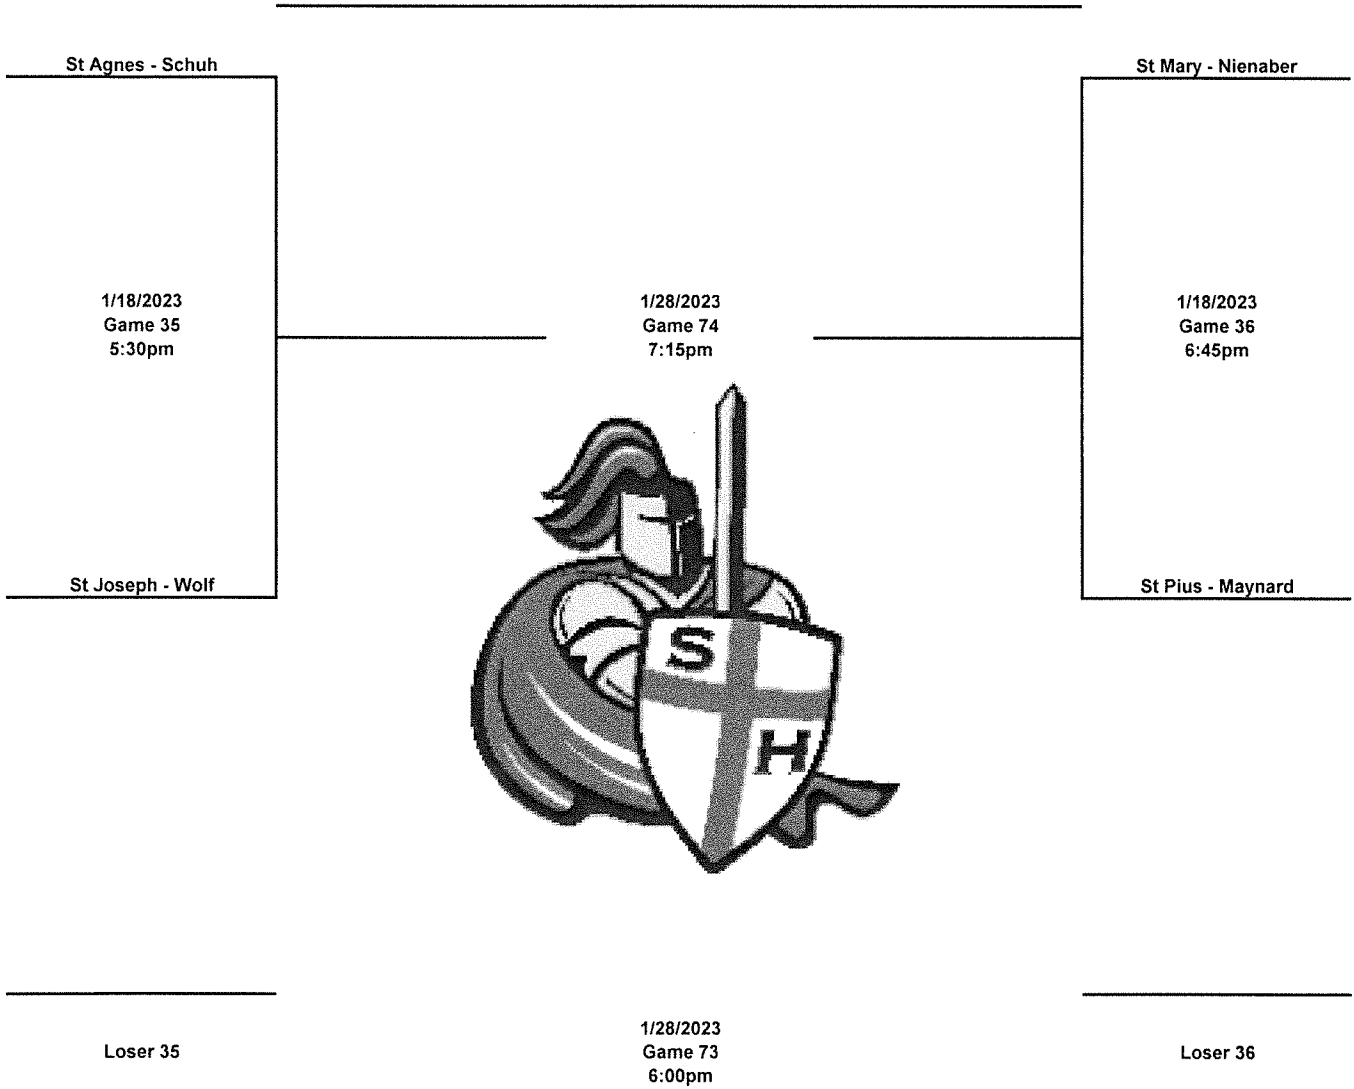 St Agnes - Schuh
St Mary - Nienaber
1/18/2023
Game 35
5:30pm
1/28/2023
Game 74
7:15pm
1/18/2023
Game 36
6:45pm
St Joseph - Wolf
St Pius - Maynard
S
H
Loser 35
1/28/2023
Game 73
6:00pm
Loser 36